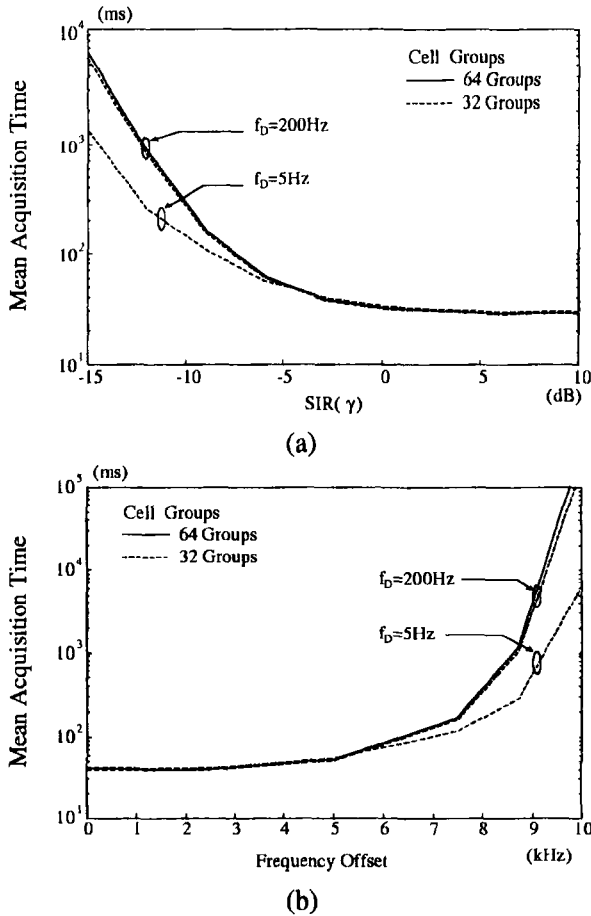 (ms)
10^4
10^3
10^2
10^1
Mean Acquisition Time
Cell Groups
64 Groups
32 Groups
f_D=200Hz
f_D=5Hz
-15 -10 -5 0 5 10
SIR( γ) (dB)
(a)
(ms)
10^5
10^4
10^3
10^2
10^1
Mean Acquisition Time
Cell Groups
64 Groups
32 Groups
f_D=200Hz
f_D=5Hz
0 1 2 3 4 5 6 7 8 9 10
Frequency Offset (kHz)
(b)